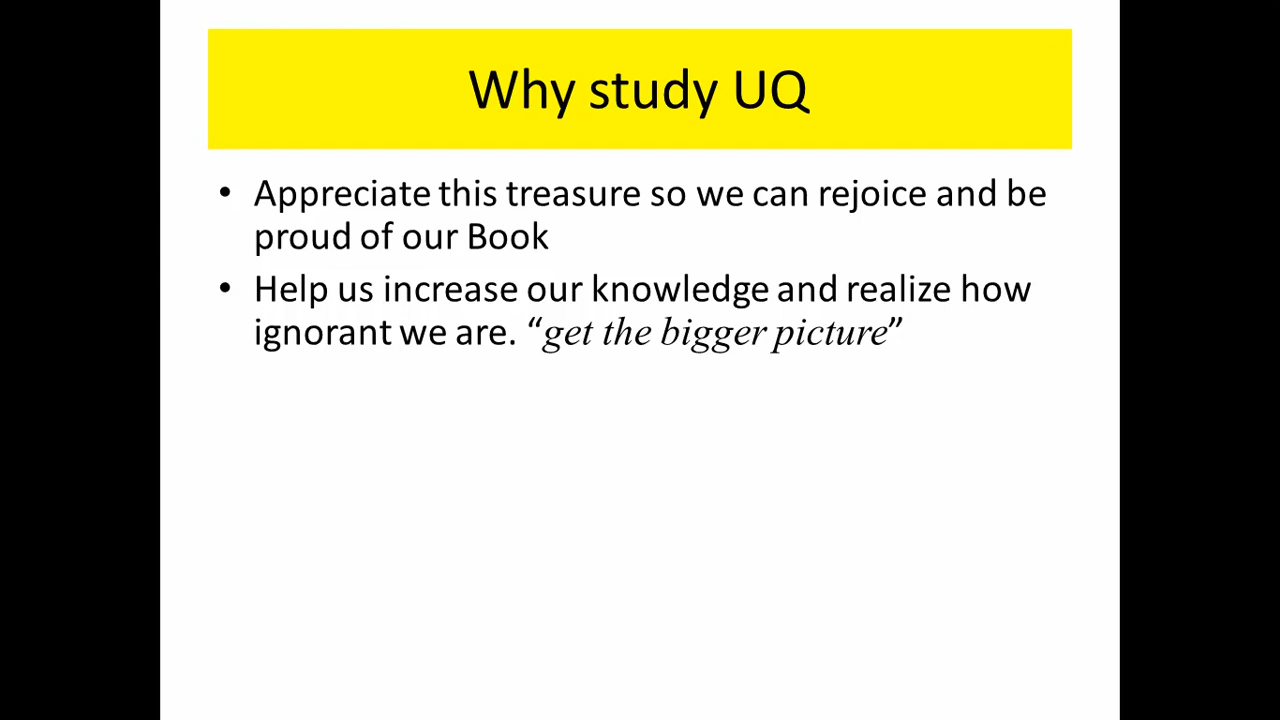 Why study UQ
• Appreciate this treasure so we can rejoice and be
proud of our Book
• Help us increase our knowledge and realize how
ignorant we are. “get the bigger picture”